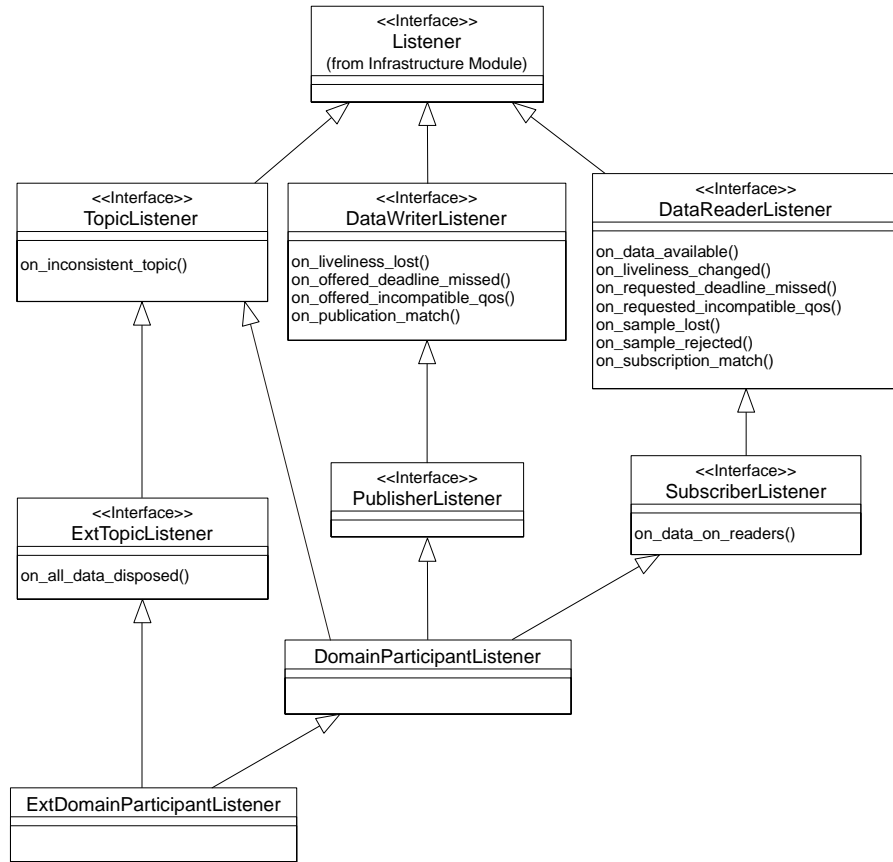 <<Interface>>
Listener
(from Infrastructure Module)
<<Interface>>
TopicListener
on_inconsistent_topic()
<<Interface>>
DataWriterListener
on_liveliness_lost()
on_offered_deadline_missed()
on_offered_incompatible_qos()
on_publication_match()
<<Interface>>
DataReaderListener
on_data_available()
on_liveliness_changed()
on_requested_deadline_missed()
on_requested_incompatible_qos()
on_sample_lost()
on_sample_rejected()
on_subscription_match()
<<Interface>>
ExtTopicListener
on_all_data_disposed()
<<Interface>>
PublisherListener
<<Interface>>
SubscriberListener
on_data_on_readers()
DomainParticipantListener
ExtDomainParticipantListener